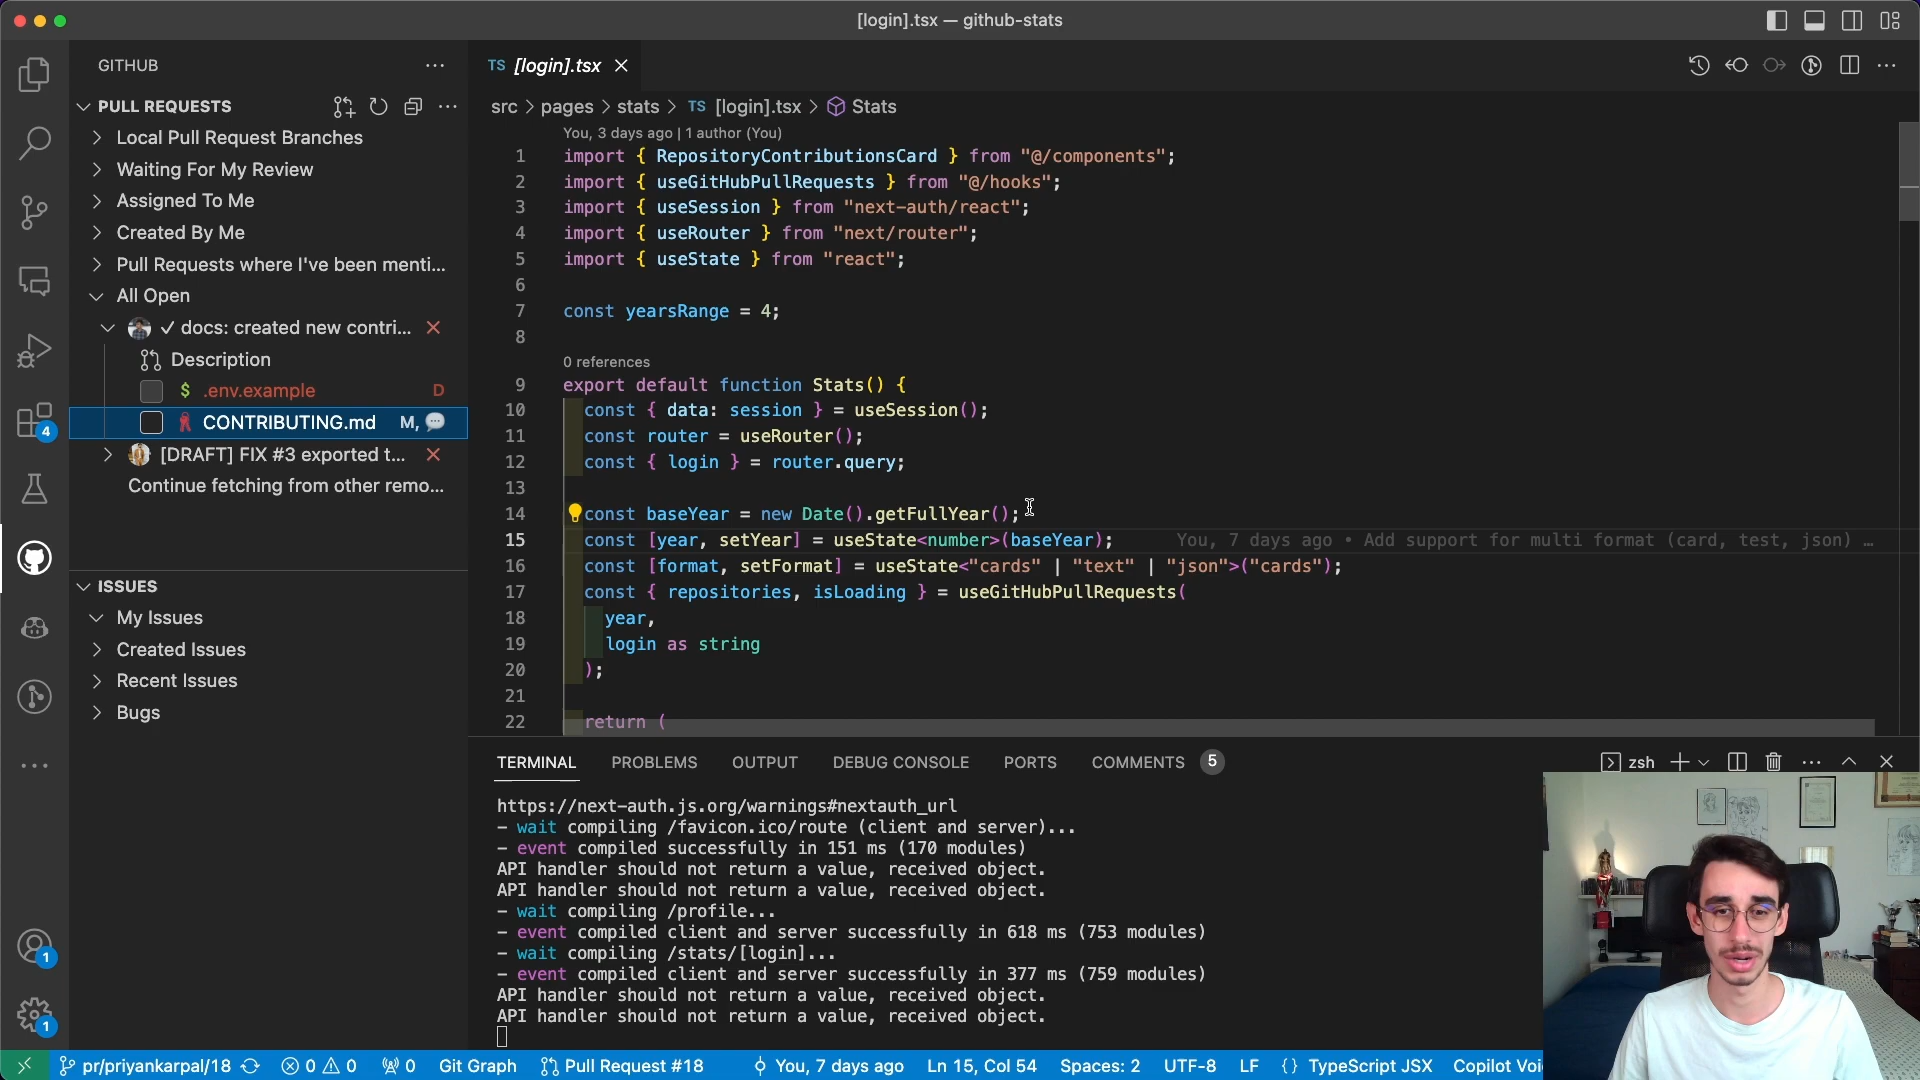 [login].tsx — github-stats
GITHUB
PULL REQUESTS
Local Pull Request Branches
Waiting For My Review
Assigned To Me
Created By Me
Pull Requests where I've been menti...
All Open
docs: created new contri...
Description
$ .env.example D
CONTRIBUTING.md M,
[DRAFT] FIX #3 exported t...
Continue fetching from other remo...
ISSUES
My Issues
Created Issues
Recent Issues
Bugs
4
1
1
TS [login].tsx
src > pages > stats > TS [login].tsx > Stats
You, 3 days ago | 1 author (You)
1 import { RepositoryContributionsCard } from "@/components";
2 import { useGitHubPullRequests } from "@/hooks";
3 import { useSession } from "next-auth/react";
4 import { useRouter } from "next/router";
5 import { useState } from "react";
6
7 const yearsRange = 4;
8
0 references
9 export default function Stats() {
10 const { data: session } = useSession();
11 const router = useRouter();
12 const { login } = router.query;
13
14 const baseYear = new Date().getFullYear();
15 const [year, setYear] = useState<number>(baseYear); You, 7 days ago • Add support for multi format (card, test, json) …
16 const [format, setFormat] = useState<"cards" | "text" | "json">("cards");
17 const { repositories, isLoading } = useGitHubPullRequests(
18 year,
19 login as string
20 );
21
22 return (
TERMINAL PROBLEMS OUTPUT DEBUG CONSOLE PORTS COMMENTS 5 zsh
https://next-auth.js.org/warnings#nextauth_url
- wait compiling /favicon.ico/route (client and server)...
- event compiled successfully in 151 ms (170 modules)
API handler should not return a value, received object.
API handler should not return a value, received object.
- wait compiling /profile...
- event compiled client and server successfully in 618 ms (753 modules)
- wait compiling /stats/[login]...
- event compiled client and server successfully in 377 ms (759 modules)
API handler should not return a value, received object.
API handler should not return a value, received object.
pr/priyankarpal/18 0 0 0 Git Graph Pull Request #18 You, 7 days ago Ln 15, Col 54 Spaces: 2 UTF-8 LF {} TypeScript JSX Copilot Voi